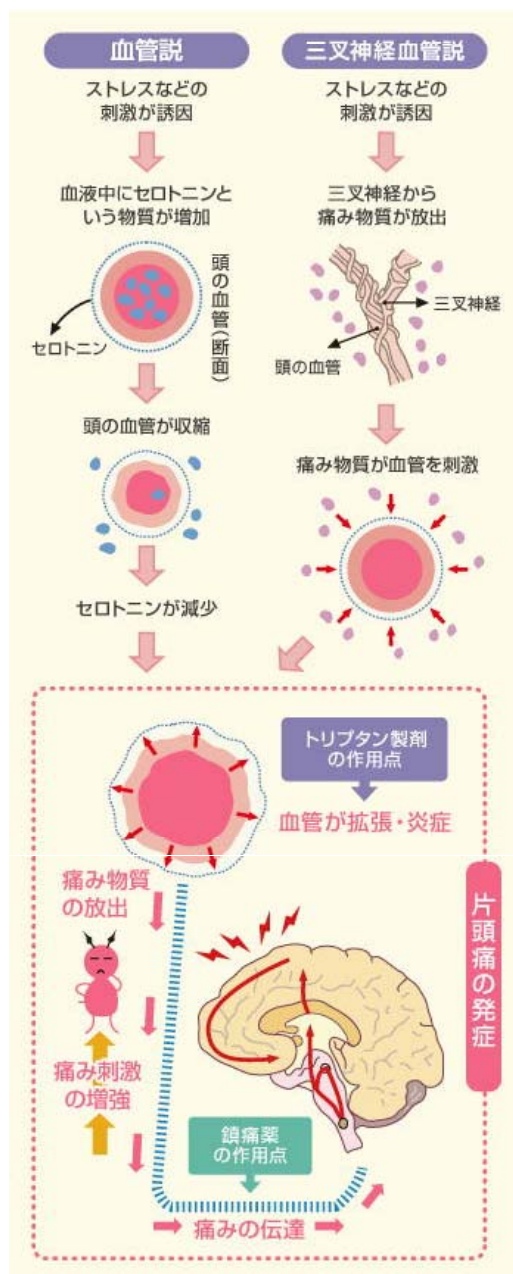 血管説
ストレスなどの
刺激が誘因
血液中にセロトニンと
いう物質が増加
頭の血管(断面)
セロトニン
頭の血管が収縮
セロトニンが減少
三叉神経血管説
ストレスなどの
刺激が誘因
三叉神経から
痛み物質が放出
三叉神経
頭の血管
痛み物質が血管を刺激
トリプタン製剤
の作用点
血管が拡張・炎症
痛み物質
の放出
痛み刺激
の増強
鎮痛薬
の作用点
痛みの伝達
片頭痛の発症